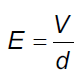 E = V/d